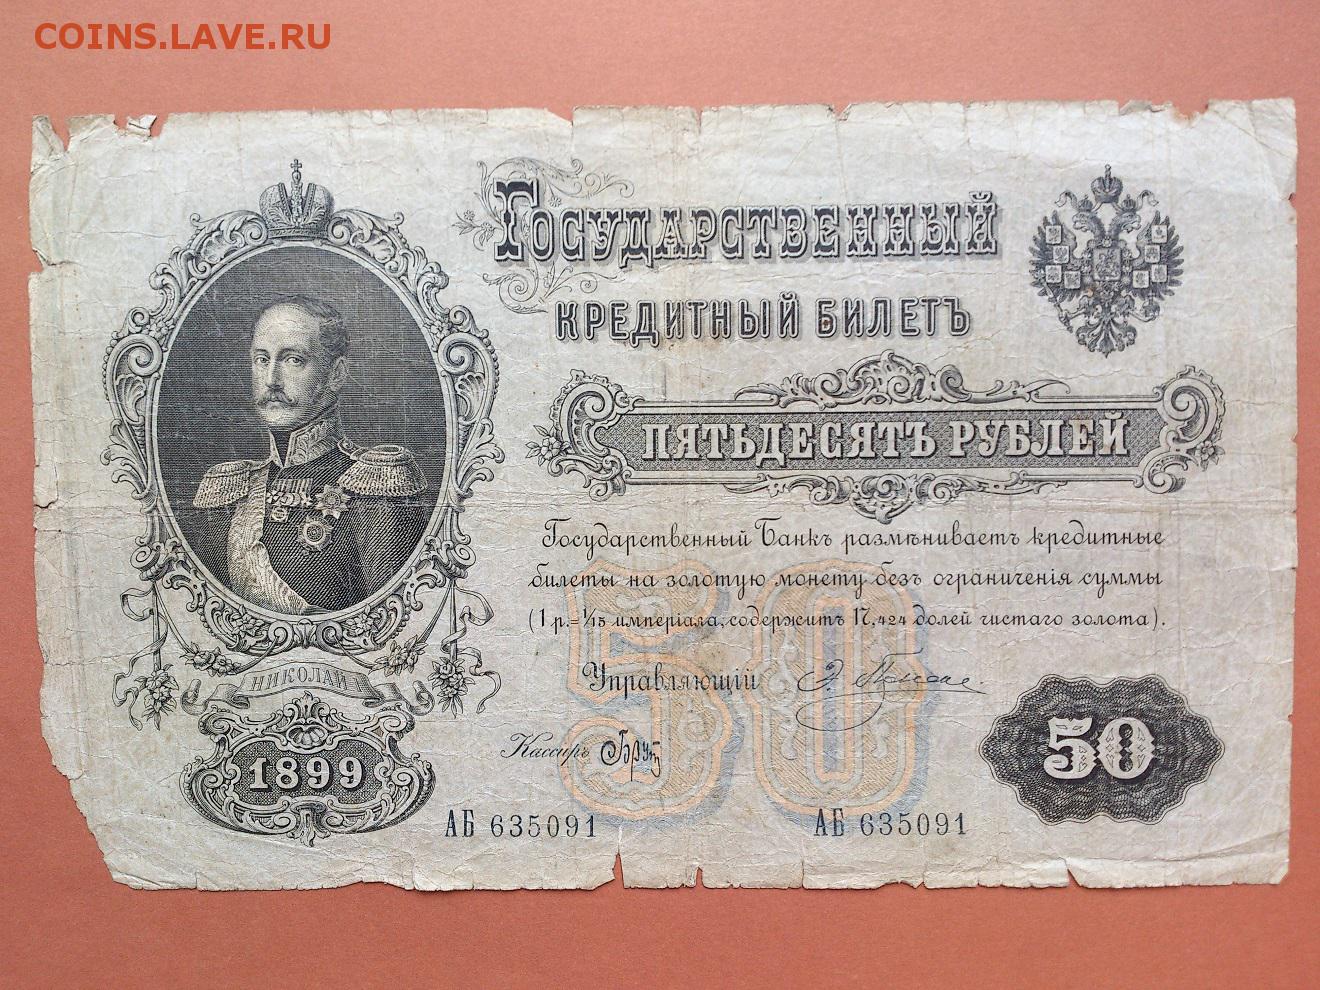 COINS.LAVE.RU
Государственный
кредитный билетъ
пятьдесятъ рублей
Государственный Банкъ размѣниваетъ кредитные
билеты на золотую монету безъ ограниченія суммы
(1 р.=1/15 имперіала, содержитъ 17,424 долей чистаго золота).
50
Управляющій
НИКОЛАЙ I
1899
Кассиръ
50
АБ 635091 АБ 635091